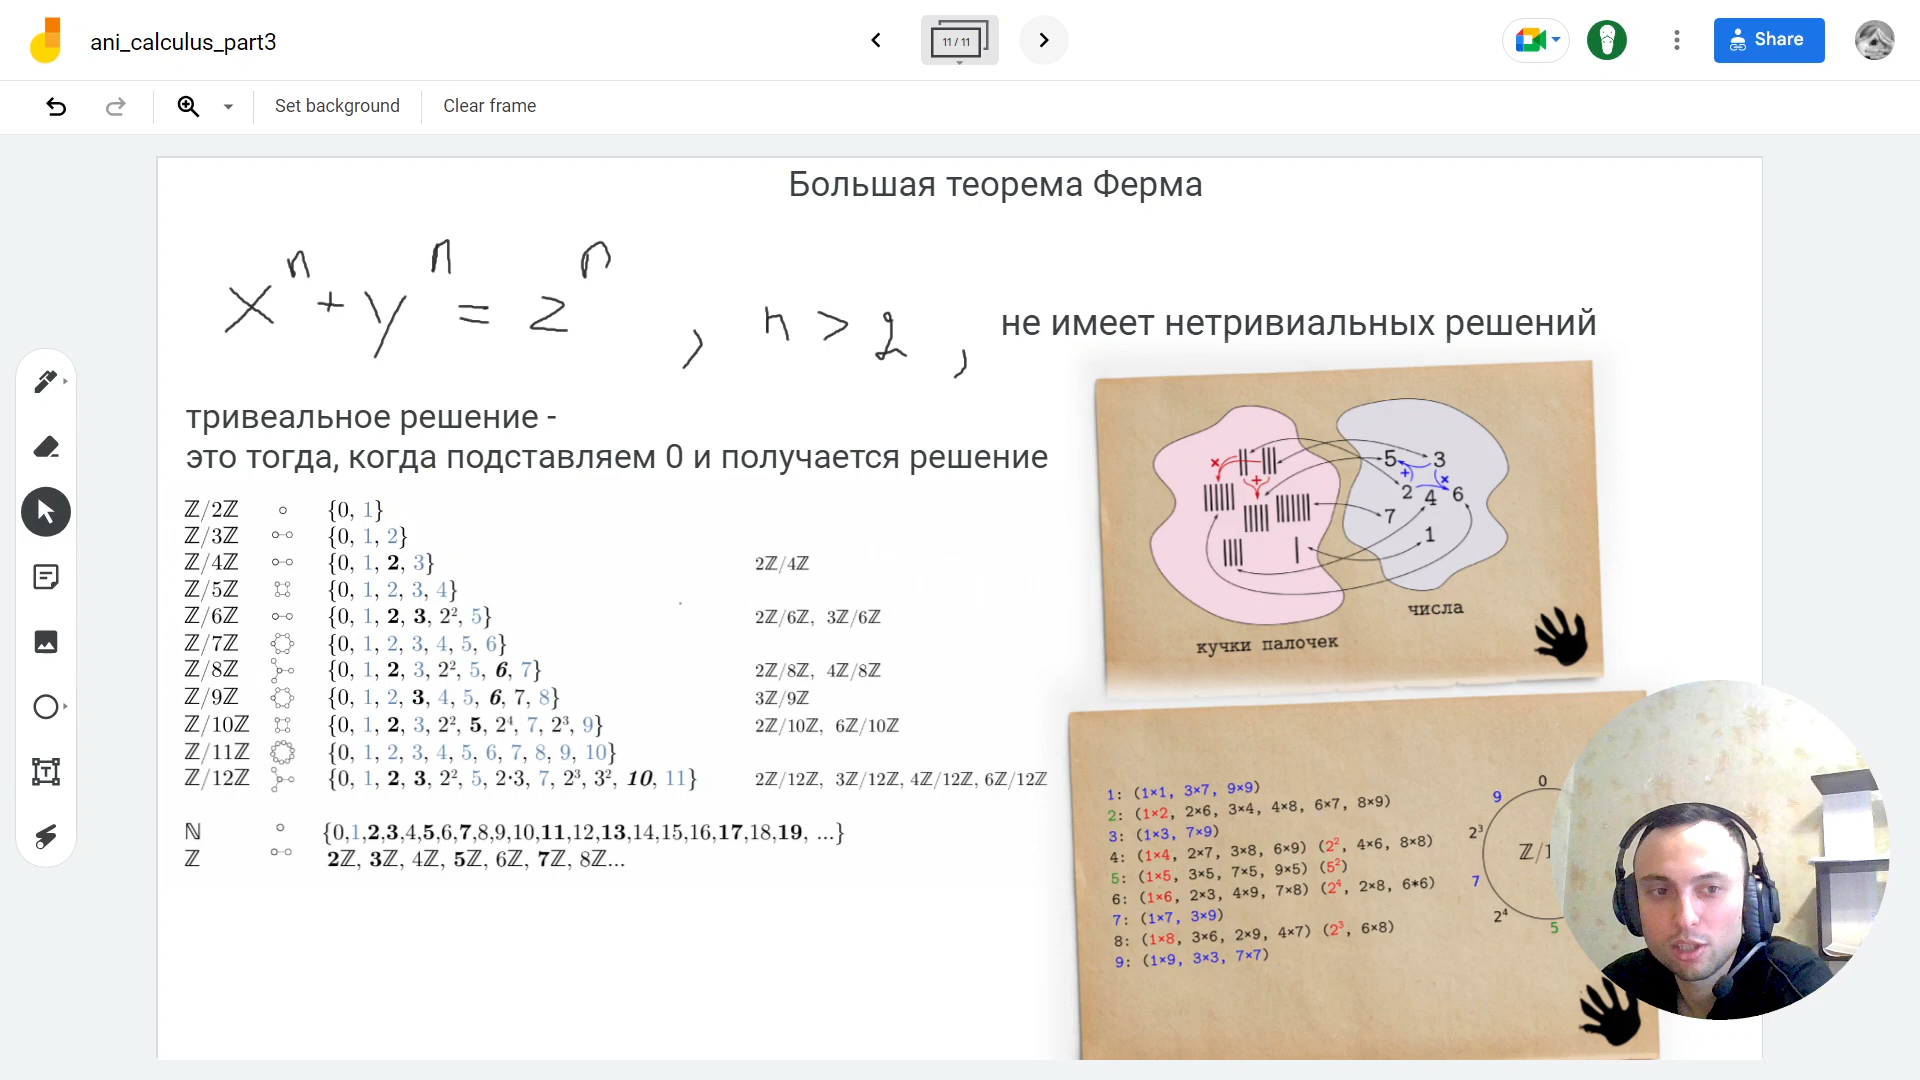 ani_calculus_part3
11 / 11
Share
Set background
Clear frame
Большая теорема Ферма
xⁿ + yⁿ = zⁿ , n > 2 ,
не имеет нетривиальных решений
тривеальное решение -
это тогда, когда подставляем 0 и получается решение
ℤ/2ℤ {0, 1}
ℤ/3ℤ {0, 1, 2}
ℤ/4ℤ {0, 1, 2, 3} 2ℤ/4ℤ
ℤ/5ℤ {0, 1, 2, 3, 4}
ℤ/6ℤ {0, 1, 2, 3, 2², 5} 2ℤ/6ℤ, 3ℤ/6ℤ
ℤ/7ℤ {0, 1, 2, 3, 4, 5, 6}
ℤ/8ℤ {0, 1, 2, 3, 2², 5, 6, 7} 2ℤ/8ℤ, 4ℤ/8ℤ
ℤ/9ℤ {0, 1, 2, 3, 4, 5, 6, 7, 8} 3ℤ/9ℤ
ℤ/10ℤ {0, 1, 2, 3, 2², 5, 2⁴, 7, 2³, 9} 2ℤ/10ℤ, 6ℤ/10ℤ
ℤ/11ℤ {0, 1, 2, 3, 4, 5, 6, 7, 8, 9, 10}
ℤ/12ℤ {0, 1, 2, 3, 2², 5, 2·3, 7, 2³, 3², 10, 11} 2ℤ/12ℤ, 3ℤ/12ℤ, 4ℤ/12ℤ, 6ℤ/12ℤ
ℕ {0,1,2,3,4,5,6,7,8,9,10,11,12,13,14,15,16,17,18,19, ...}
ℤ 2ℤ, 3ℤ, 4ℤ, 5ℤ, 6ℤ, 7ℤ, 8ℤ...
× +
5 3
+ ×
2 4 6
7
1
числа
кучки палочек
1: (1×1, 3×7, 9×9)
2: (1×2, 2×6, 3×4, 4×8, 6×7, 8×9)
3: (1×3, 7×9)
4: (1×4, 2×7, 3×8, 6×9) (2², 4×6, 8×8)
5: (1×5, 3×5, 7×5, 9×5) (5²)
6: (1×6, 2×3, 4×9, 7×8) (2⁴, 2×8, 6*6)
7: (1×7, 3×9)
8: (1×8, 3×6, 2×9, 4×7) (2³, 6×8)
9: (1×9, 3×3, 7×7)
0
9
2³
ℤ/1
7
2⁴
5